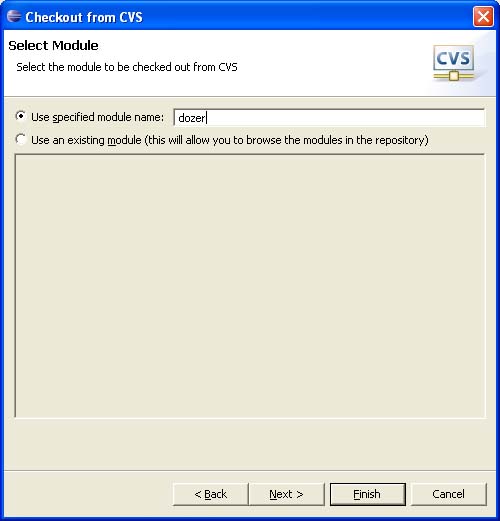 Checkout from CVS
Select Module
Select the module to be checked out from CVS
CVS
Use specified module name: dozer
Use an existing module (this will allow you to browse the modules in the repository)
< Back Next > Finish Cancel